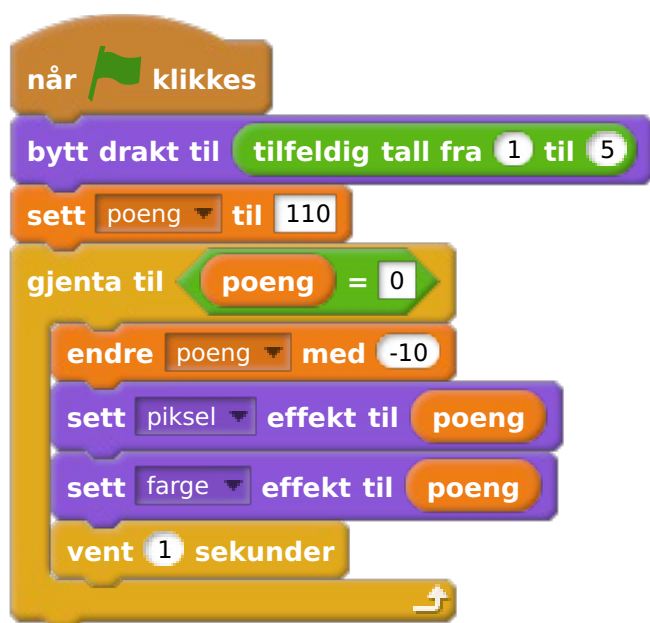 når klikkes
bytt drakt til tilfeldig tall fra 1 til 5
sett poeng til 110
gjenta til poeng = 0
endre poeng med -10
sett piksel effekt til poeng
sett farge effekt til poeng
vent 1 sekunder